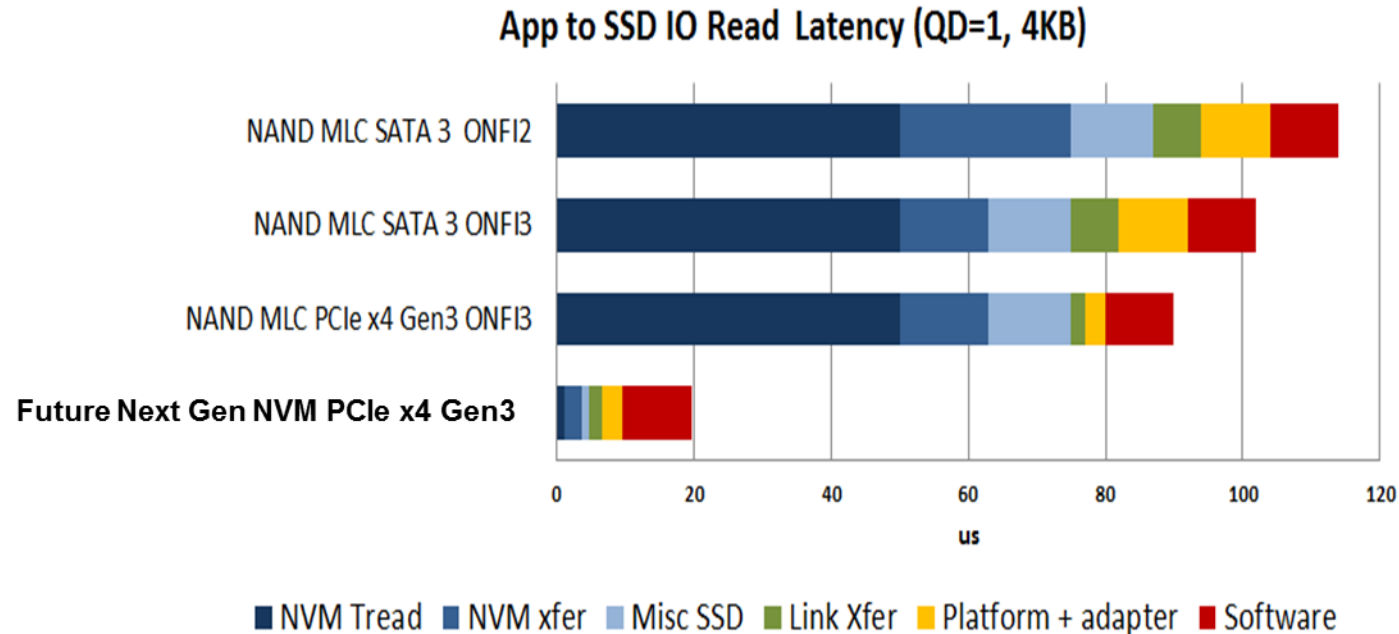 App to SSD IO Read Latency (QD=1, 4KB)
NAND MLC SATA 3 ONFI2
NAND MLC SATA 3 ONFI3
NAND MLC PCIe x4 Gen3 ONFI3
Future Next Gen NVM PCIe x4 Gen3
0 20 40 60 80 100 120
us
NVM Tread NVM xfer Misc SSD Link Xfer Platform + adapter Software